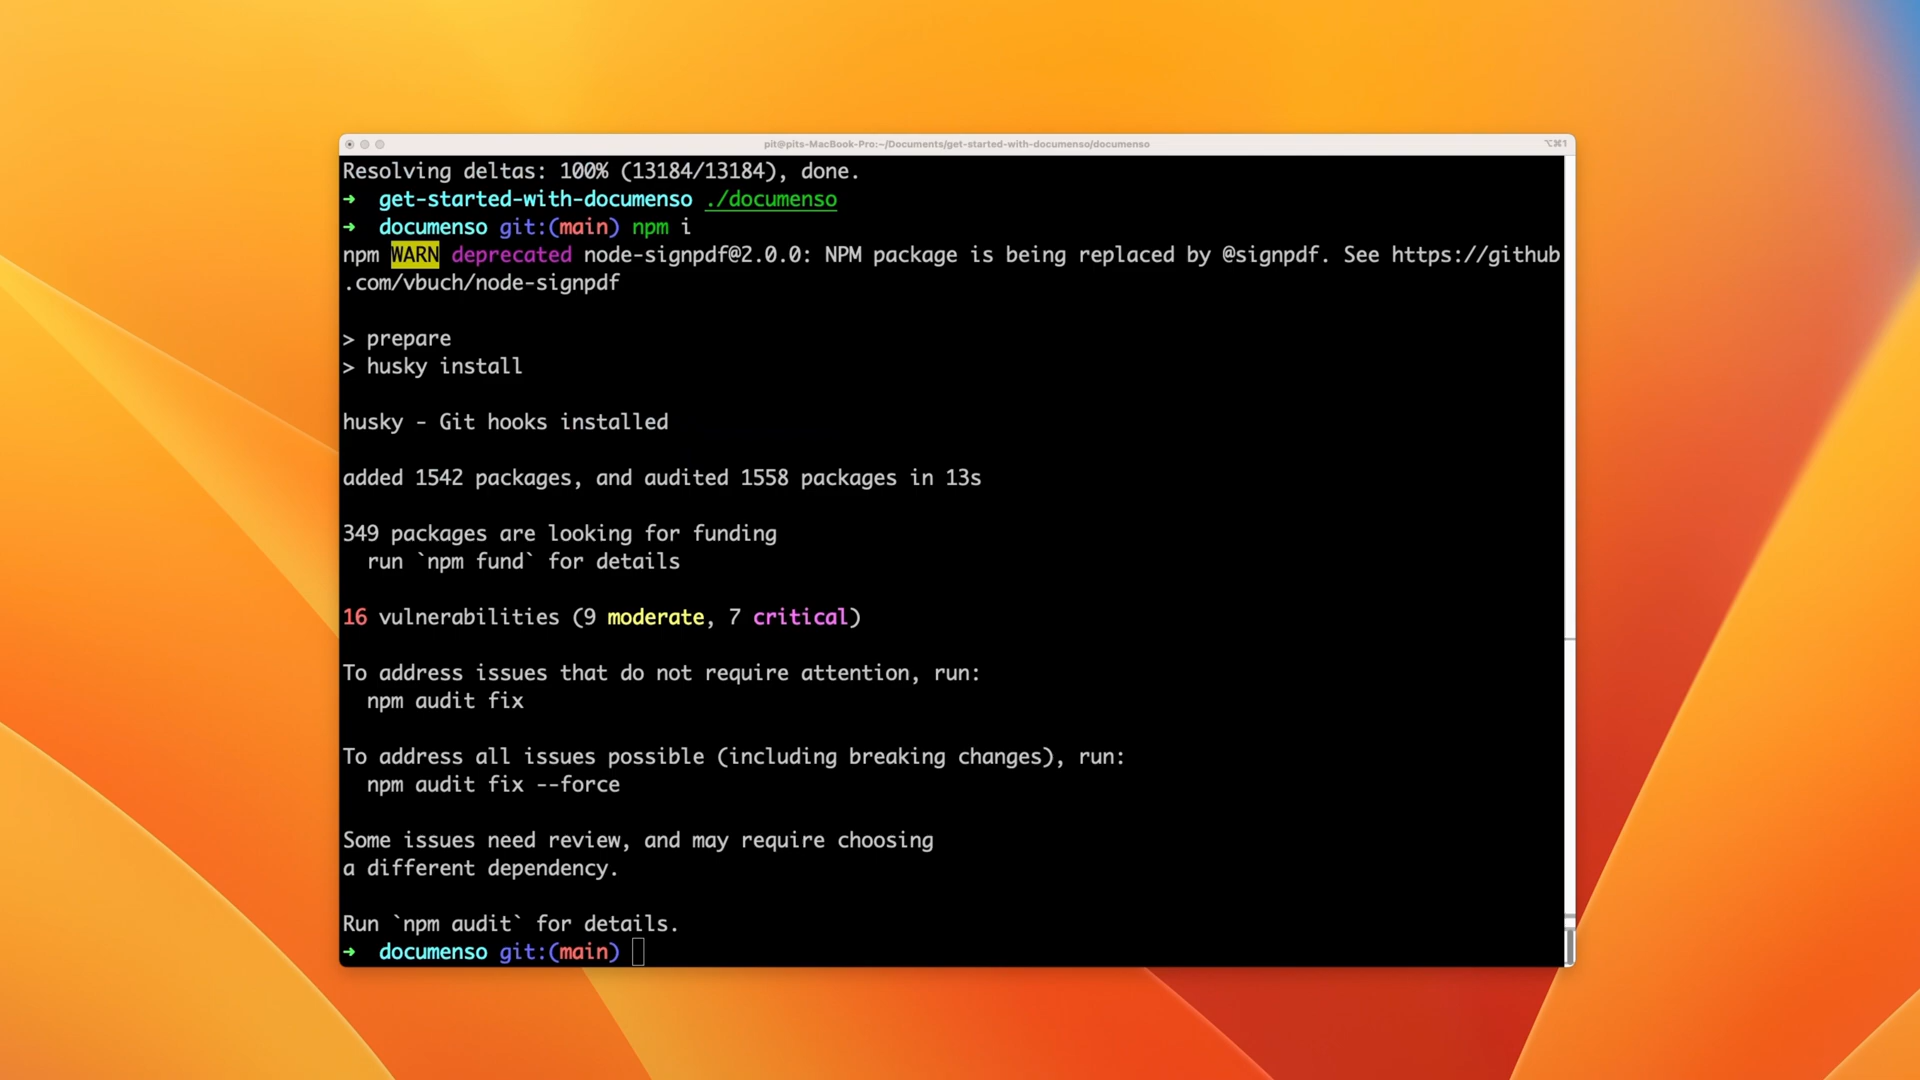 pit@pits-MacBook-Pro:~/Documents/get-started-with-documenso/documenso
⌥⌘1
Resolving deltas: 100% (13184/13184), done.
➜  get-started-with-documenso ./documenso
➜  documenso git:(main) npm i
npm WARN deprecated node-signpdf@2.0.0: NPM package is being replaced by @signpdf. See https://github
.com/vbuch/node-signpdf
> prepare
> husky install
husky - Git hooks installed
added 1542 packages, and audited 1558 packages in 13s
349 packages are looking for funding
  run `npm fund` for details
16 vulnerabilities (9 moderate, 7 critical)
To address issues that do not require attention, run:
  npm audit fix
To address all issues possible (including breaking changes), run:
  npm audit fix --force
Some issues need review, and may require choosing
a different dependency.
Run `npm audit` for details.
➜  documenso git:(main)